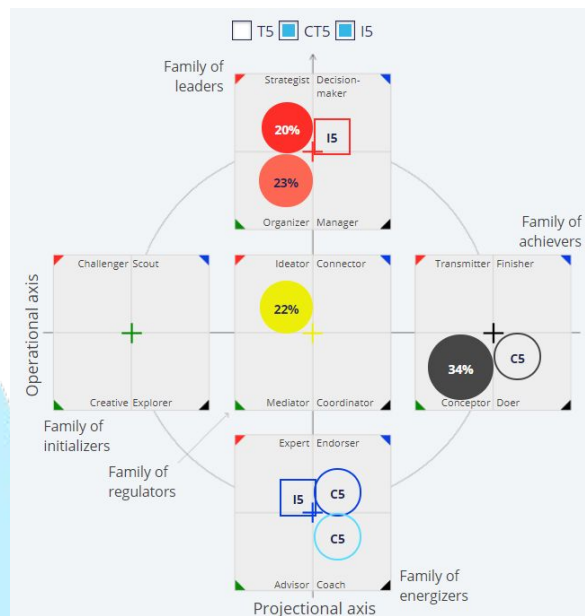 T5 CT5 I5
Family of
leaders
Strategist Decision-
maker
20%
I5
23%
Organizer Manager
Family of
achievers
Challenger Scout
Ideator Connector
Transmitter Finisher
Operational axis
22%
34%
C5
Creative Explorer
Mediator Coordinator
Conceptor Doer
Family of
initializers
Family of
regulators
Expert Endorser
I5
C5
C5
Advisor Coach
Family of
energizers
Projectional axis